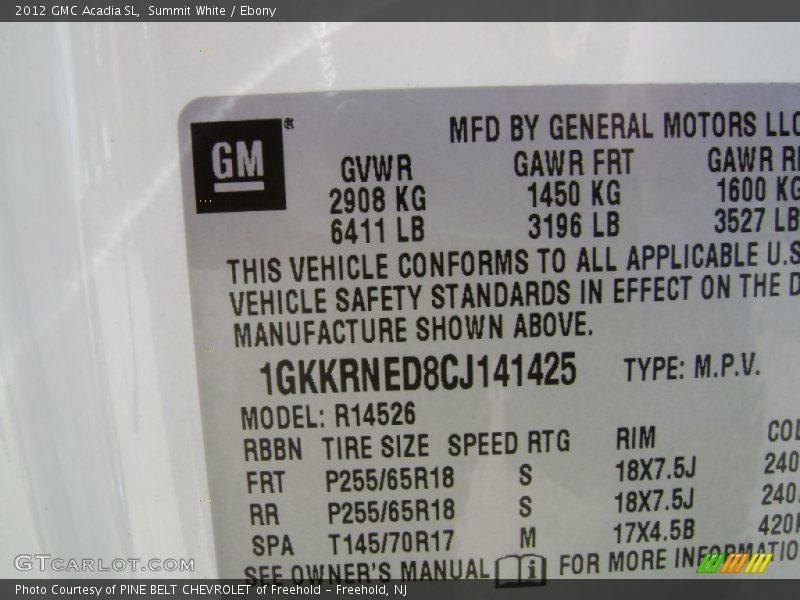 2012 GMC Acadia SL, Summit White / Ebony
GM ®
MFD BY GENERAL MOTORS LLC
GVWR GAWR FRT GAWR R
2908 KG 1450 KG 1600 KG
6411 LB 3196 LB 3527 LB
THIS VEHICLE CONFORMS TO ALL APPLICABLE U.S
VEHICLE SAFETY STANDARDS IN EFFECT ON THE D
MANUFACTURE SHOWN ABOVE.
1GKKRNED8CJ141425 TYPE: M.P.V.
MODEL: R14526
RBBN TIRE SIZE SPEED RTG RIM CO
FRT P255/65R18 S 18X7.5J 240
RR P255/65R18 S 18X7.5J 240
SPA T145/70R17 M 17X4.5B 420
SEE OWNER'S MANUAL i FOR MORE INFORMATIO
GTCARLOT.COM
Photo Courtesy of PINE BELT CHEVROLET of Freehold - Freehold, NJ